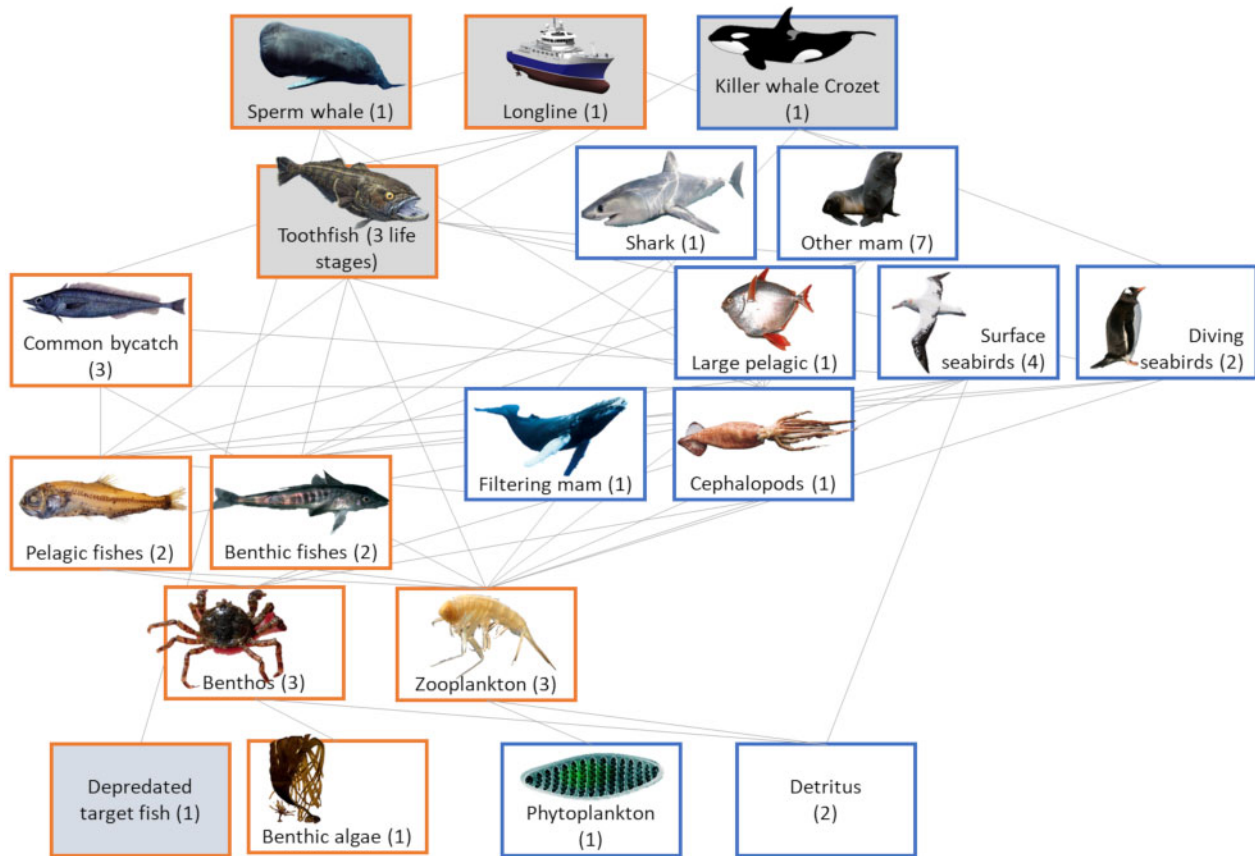 Sperm whale (1)
Longline (1)
Killer whale Crozet
(1)
Toothfish (3 life
stages)
Shark (1)
Other mam (7)
Common bycatch
(3)
Large pelagic (1)
Surface
seabirds (4)
Diving
seabirds (2)
Pelagic fishes (2)
Benthic fishes (2)
Filtering mam (1)
Cephalopods (1)
Benthos (3)
Zooplankton (3)
Depredated
target fish (1)
Benthic algae (1)
Phytoplankton
(1)
Detritus
(2)